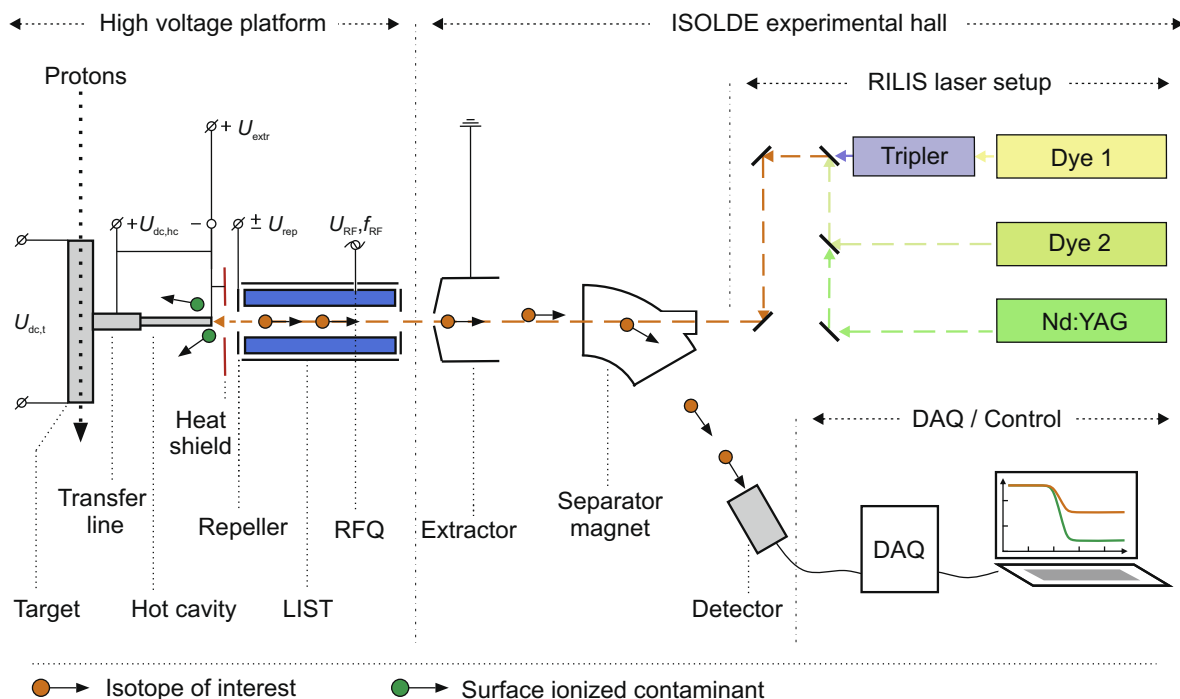 High voltage platform
ISOLDE experimental hall
Protons
RILIS laser setup
+ U_extr
Tripler
Dye 1
+U_dc,hc
–
± U_rep
U_RF, f_RF
Dye 2
U_dc,t
Nd:YAG
Heat
shield
DAQ / Control
Transfer
line
Repeller
RFQ
Extractor
Separator
magnet
DAQ
Target
Hot cavity
LIST
Detector
Isotope of interest
Surface ionized contaminant